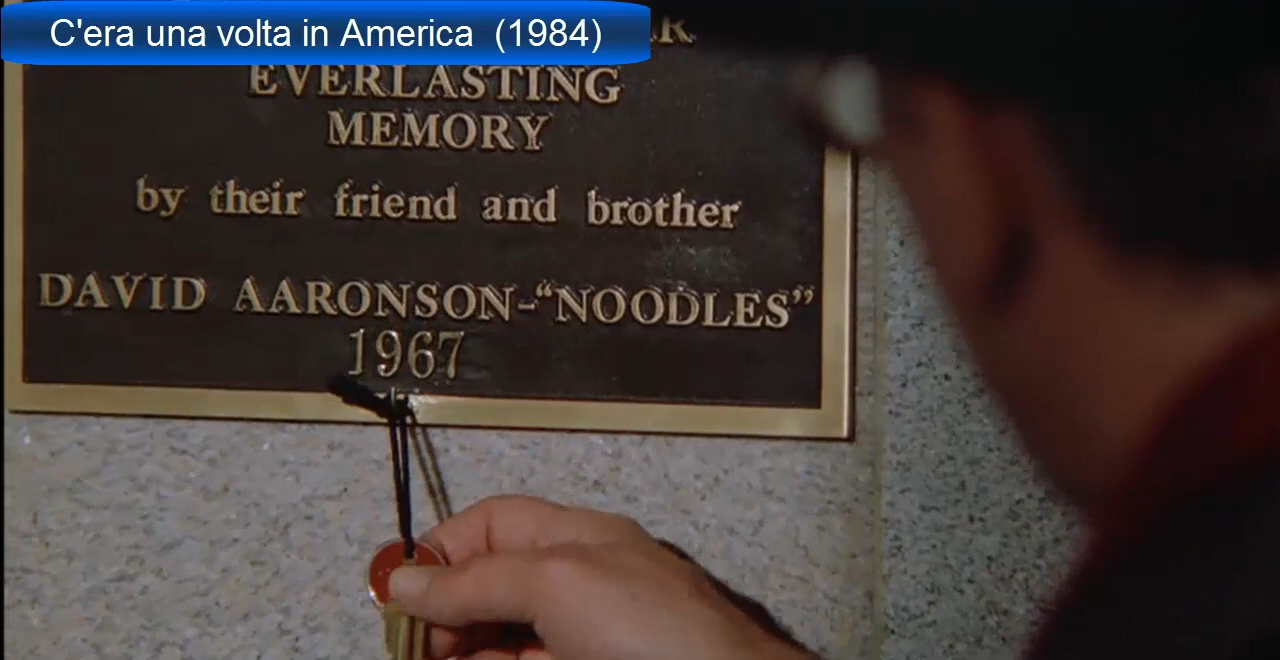 C'era una volta in America (1984)
EVERLASTING
MEMORY
by their friend and brother
DAVID AARONSON-“NOODLES”
1967